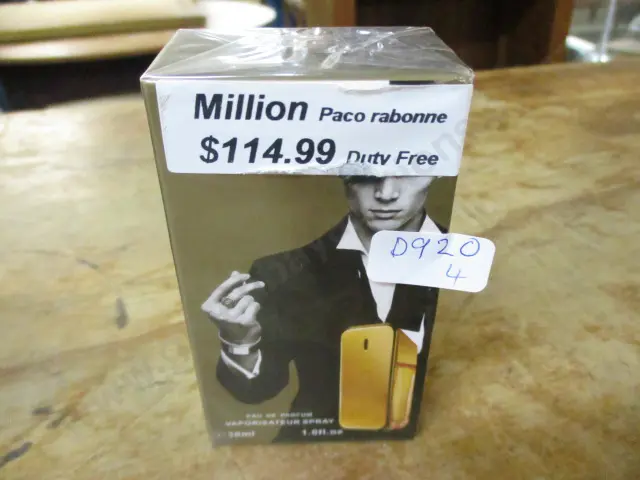 Million Paco rabonne
$114.99 Duty Free
D920
4
EAU DE PARFUM
VAPORISATEUR SPRAY
1.0fl.oz